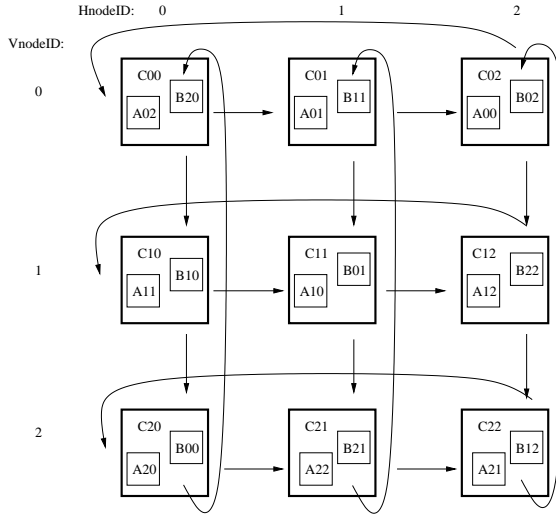 HnodeID: 0 1 2
VnodeID:
0
C00 C01 C02
B20 B11 B02
A02 A01 A00
1
C10 C11 C12
B10 B01 B22
A11 A10 A12
2
C20 C21 C22
B00 B21 B12
A20 A22 A21